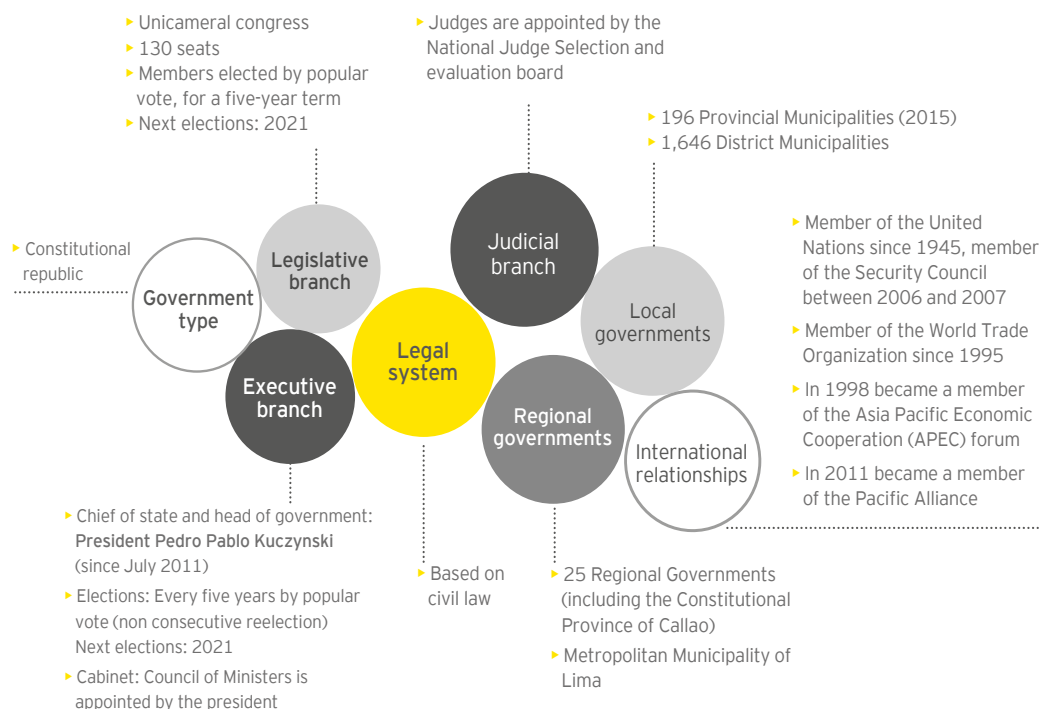 ▸ Unicameral congress
▸ 130 seats
▸ Members elected by popular
vote, for a five-year term
▸ Next elections: 2021
▸ Judges are appointed by the
National Judge Selection and
evaluation board
▸ 196 Provincial Municipalities (2015)
▸ 1,646 District Municipalities
▸ Constitutional
republic
Government
type
Legislative
branch
Executive
branch
Legal
system
Judicial
branch
Regional
governments
Local
governments
International
relationships
▸ Member of the United
Nations since 1945, member
of the Security Council
between 2006 and 2007
▸ Member of the World Trade
Organization since 1995
▸ In 1998 became a member
of the Asia Pacific Economic
Cooperation (APEC) forum
▸ In 2011 became a member
of the Pacific Alliance
▸ Chief of state and head of government:
President Pedro Pablo Kuczynski
(since July 2011)
▸ Elections: Every five years by popular
vote (non consecutive reelection)
Next elections: 2021
▸ Cabinet: Council of Ministers is
appointed by the president
▸ Based on
civil law
▸ 25 Regional Governments
(including the Constitutional
Province of Callao)
▸ Metropolitan Municipality of
Lima